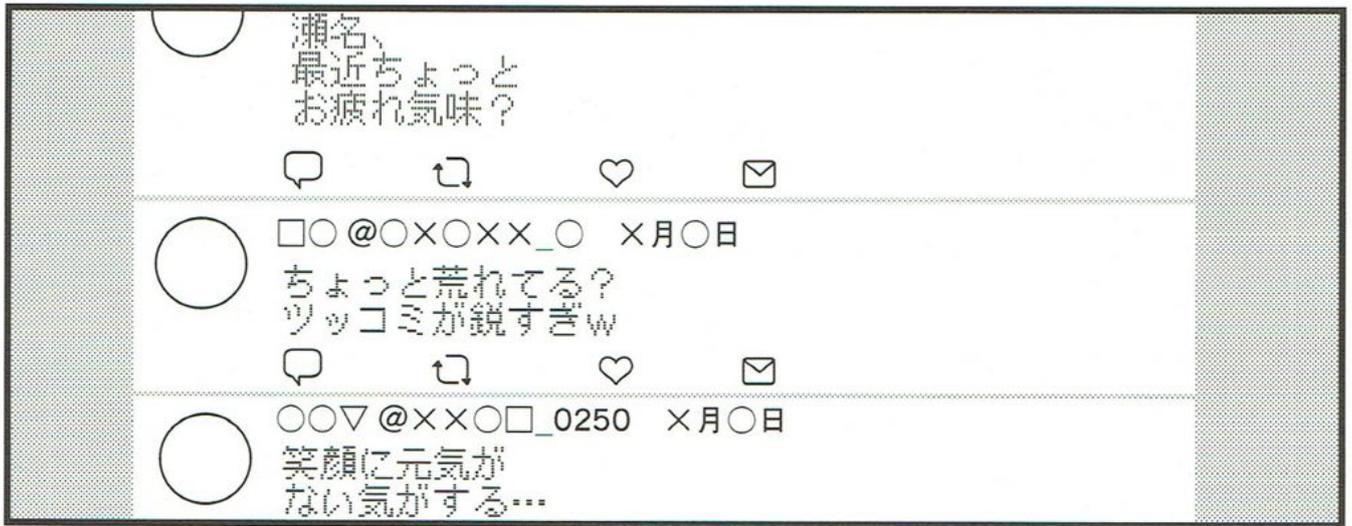 瀬名、
最近ちょっと
お疲れ気味？
□○ @○×○××_○　×月○日
ちょっと荒れてる？
ツッコミが鋭すぎw
○○▽ @××○□_0250　×月○日
笑顔に元気が
ない気がする…